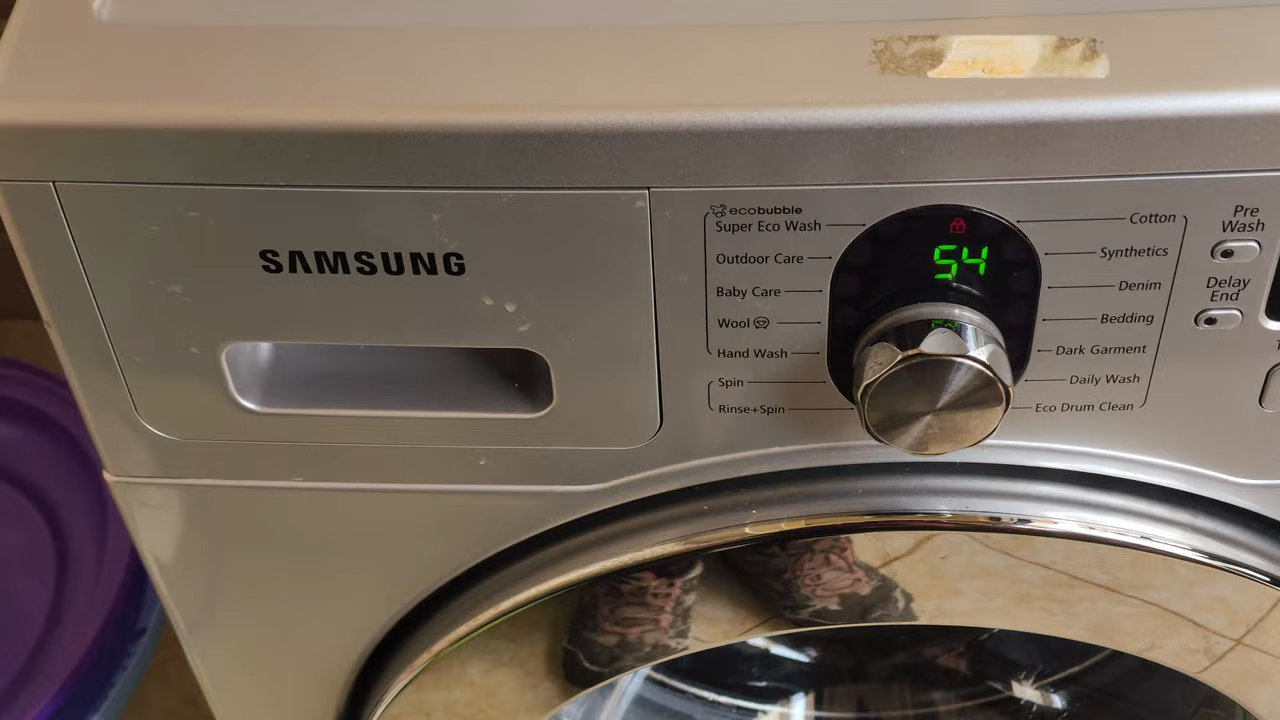 SAMSUNG
ecobubble
Super Eco Wash
Outdoor Care
Baby Care
Wool
Hand Wash
Spin
Rinse+Spin
54
Cotton
Synthetics
Denim
Bedding
Dark Garment
Daily Wash
Eco Drum Clean
Pre
Wash
Delay
End